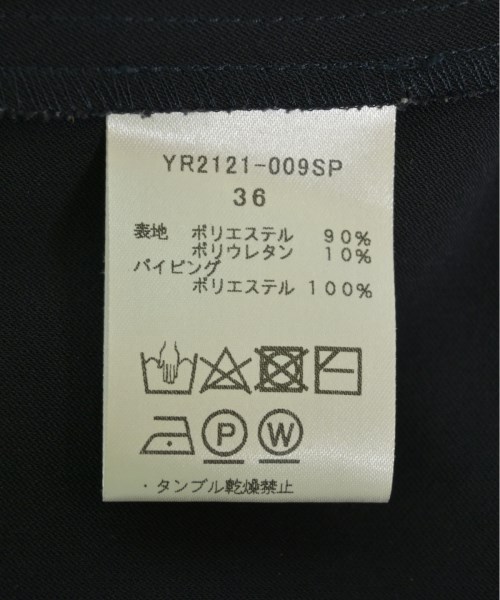 YR2121-009SP
36
表地 ポリエステル 90%
ポリウレタン 10%
パイピング
ポリエステル 100%
P W
・タンブル乾燥禁止